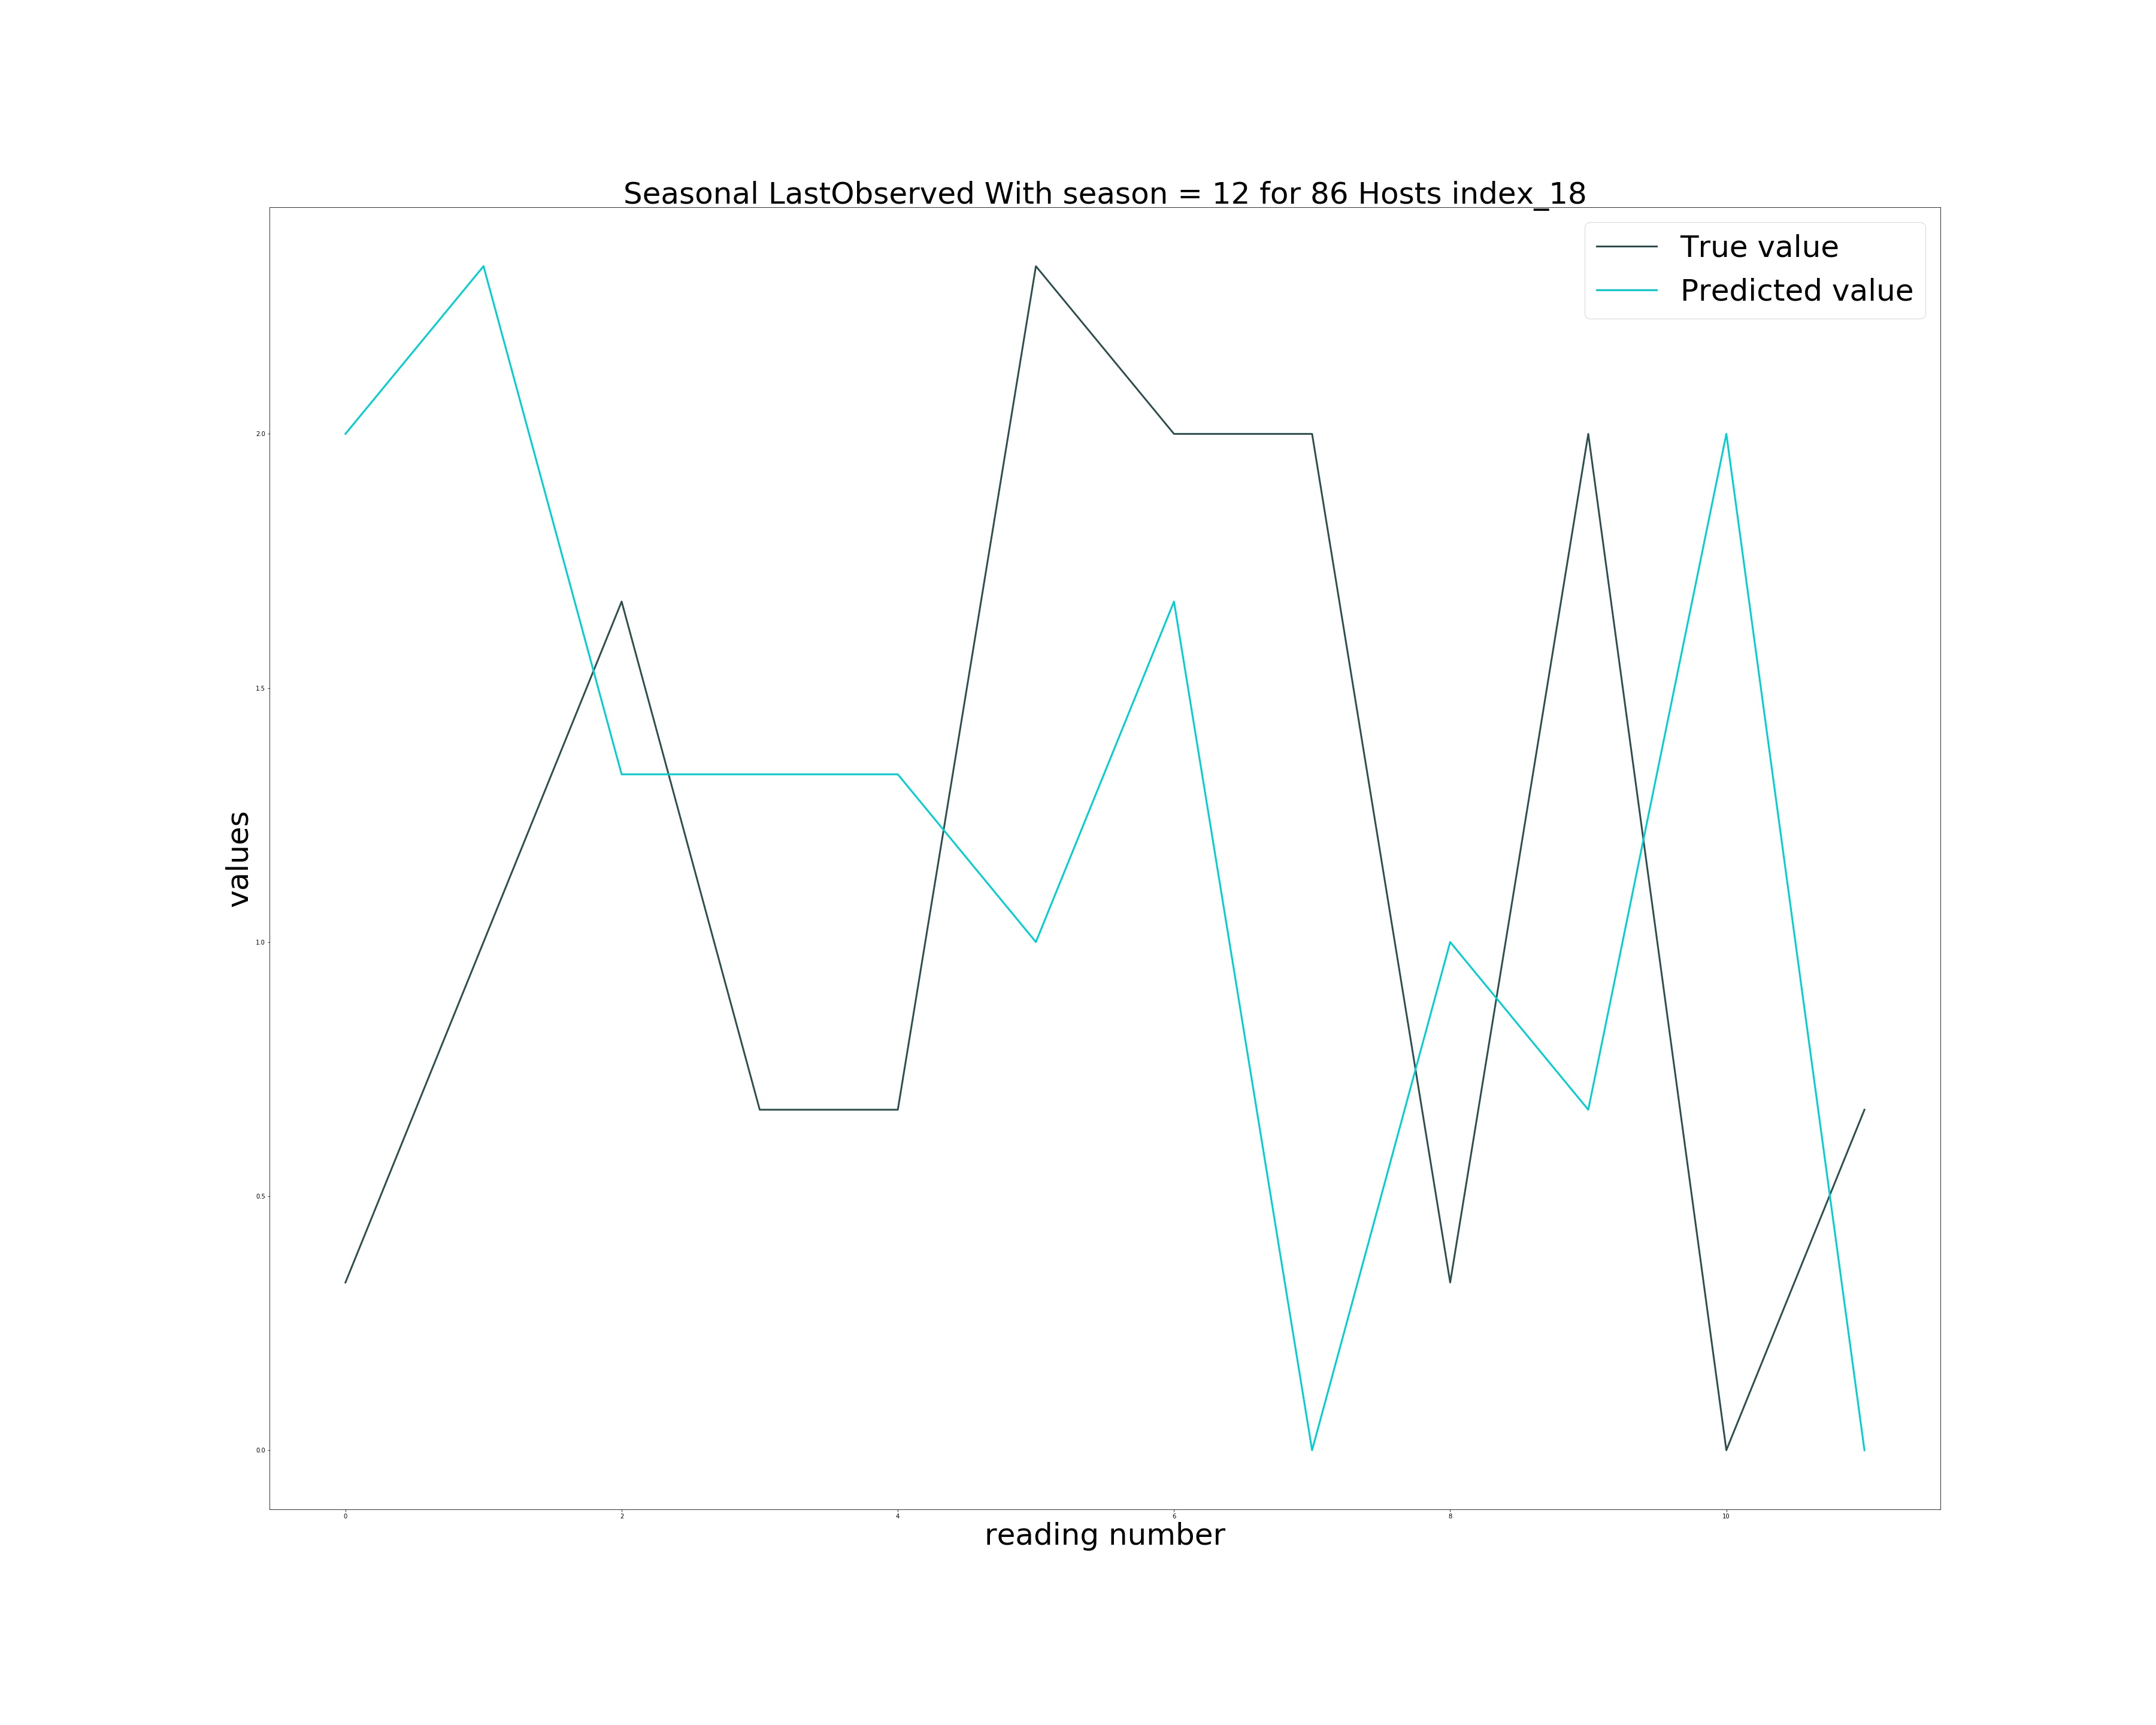 Seasonal LastObserved With season = 12 for 86 Hosts index_18
True value
Predicted value
values
2.0
1.5
1.0
0.5
0.0
0 2 4 6 8 10
reading number